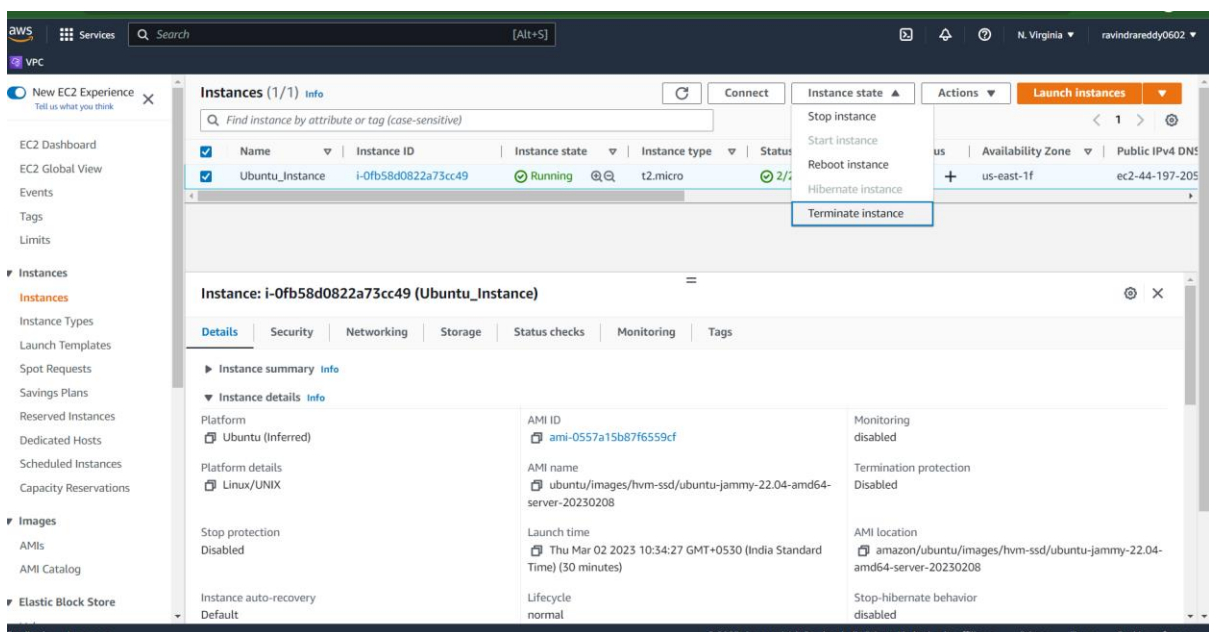 aws
Services
Search
[Alt+S]
N. Virginia
ravindrareddy0602
VPC
New EC2 Experience
Tell us what you think
EC2 Dashboard
EC2 Global View
Events
Tags
Limits
Instances
Instances
Instance Types
Launch Templates
Spot Requests
Savings Plans
Reserved Instances
Dedicated Hosts
Scheduled Instances
Capacity Reservations
Images
AMIs
AMI Catalog
Elastic Block Store
Instances (1/1) Info
Connect
Instance state
Actions
Launch instances
Find instance by attribute or tag (case-sensitive)
1
Stop instance
Start instance
Reboot instance
Hibernate instance
Terminate instance
Name Instance ID Instance state Instance type Status us Availability Zone Public IPv4 DNS
Ubuntu_Instance i-0fb58d0822a73cc49 Running t2.micro 2/2 us-east-1f ec2-44-197-205
Instance: i-0fb58d0822a73cc49 (Ubuntu_Instance)
Details Security Networking Storage Status checks Monitoring Tags
Instance summary Info
Instance details Info
Platform
Ubuntu (Inferred)
AMI ID
ami-0557a15b87f6559cf
Monitoring
disabled
Platform details
Linux/UNIX
AMI name
ubuntu/images/hvm-ssd/ubuntu-jammy-22.04-amd64-
server-20230208
Termination protection
Disabled
Stop protection
Disabled
Launch time
Thu Mar 02 2023 10:34:27 GMT+0530 (India Standard
Time) (30 minutes)
AMI location
amazon/ubuntu/images/hvm-ssd/ubuntu-jammy-22.04-
amd64-server-20230208
Instance auto-recovery
Default
Lifecycle
normal
Stop-hibernate behavior
disabled